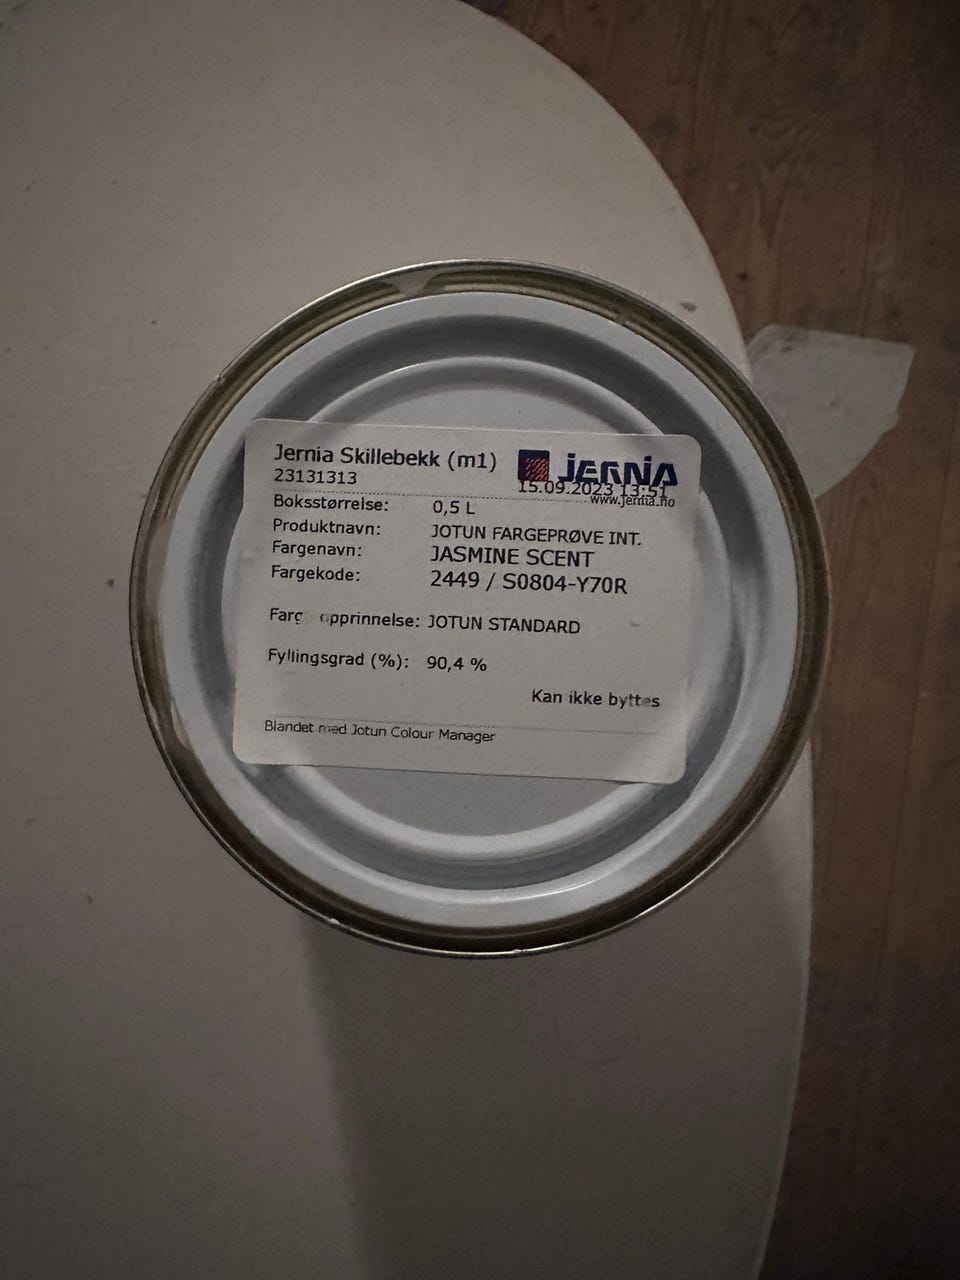 Jernia Skillebekk (m1)
JERNIA
23131313
15.09.2023 13:51
www.jernia.no
Boksstørrelse: 0,5 L
Produktnavn: JOTUN FARGEPRØVE INT.
Fargenavn: JASMINE SCENT
Fargekode: 2449 / S0804-Y70R
Farg opprinnelse: JOTUN STANDARD
Fyllingsgrad (%): 90,4 %
Kan ikke byttes
Blandet med Jotun Colour Manager